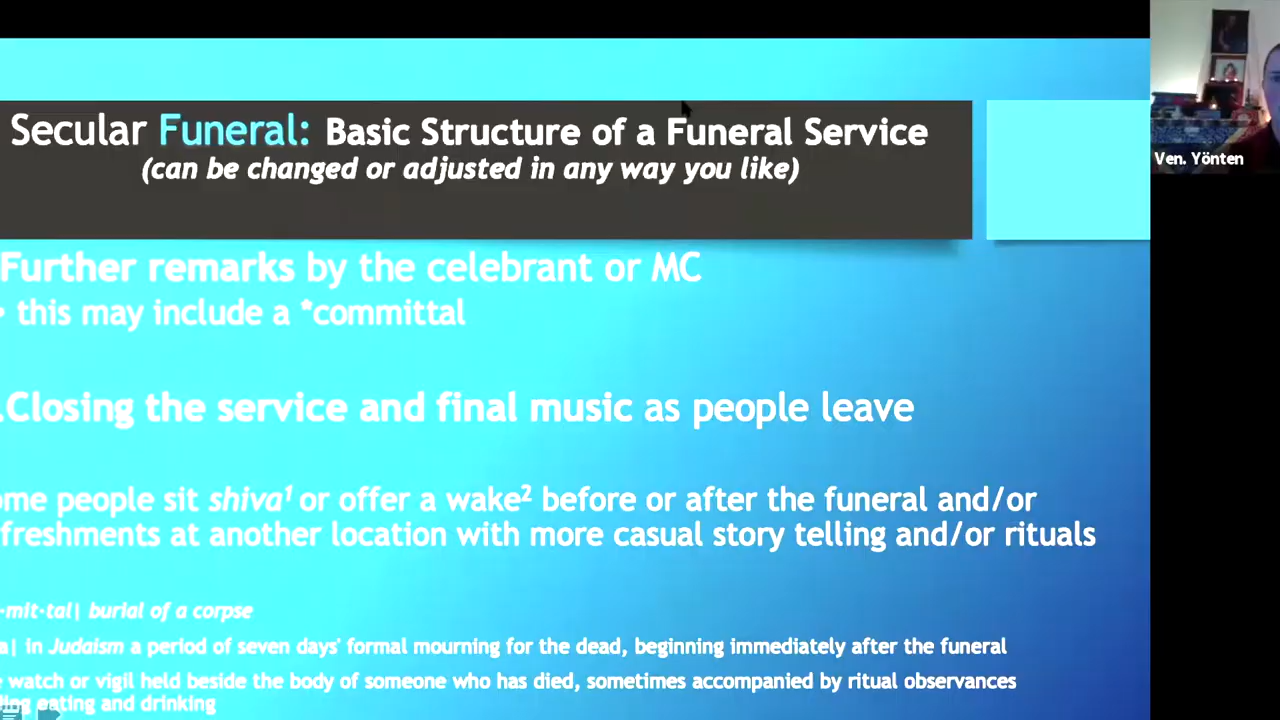 Secular Funeral: Basic Structure of a Funeral Service
(can be changed or adjusted in any way you like)
Ven. Yönten
Further remarks by the celebrant or MC
this may include a *committal
.Closing the service and final music as people leave
ome people sit shiva¹ or offer a wake² before or after the funeral and/or
freshments at another location with more casual story telling and/or rituals
-mit-tal| burial of a corpse
a| in Judaism a period of seven days' formal mourning for the dead, beginning immediately after the funeral
watch or vigil held beside the body of someone who has died, sometimes accompanied by ritual observances
eating and drinking